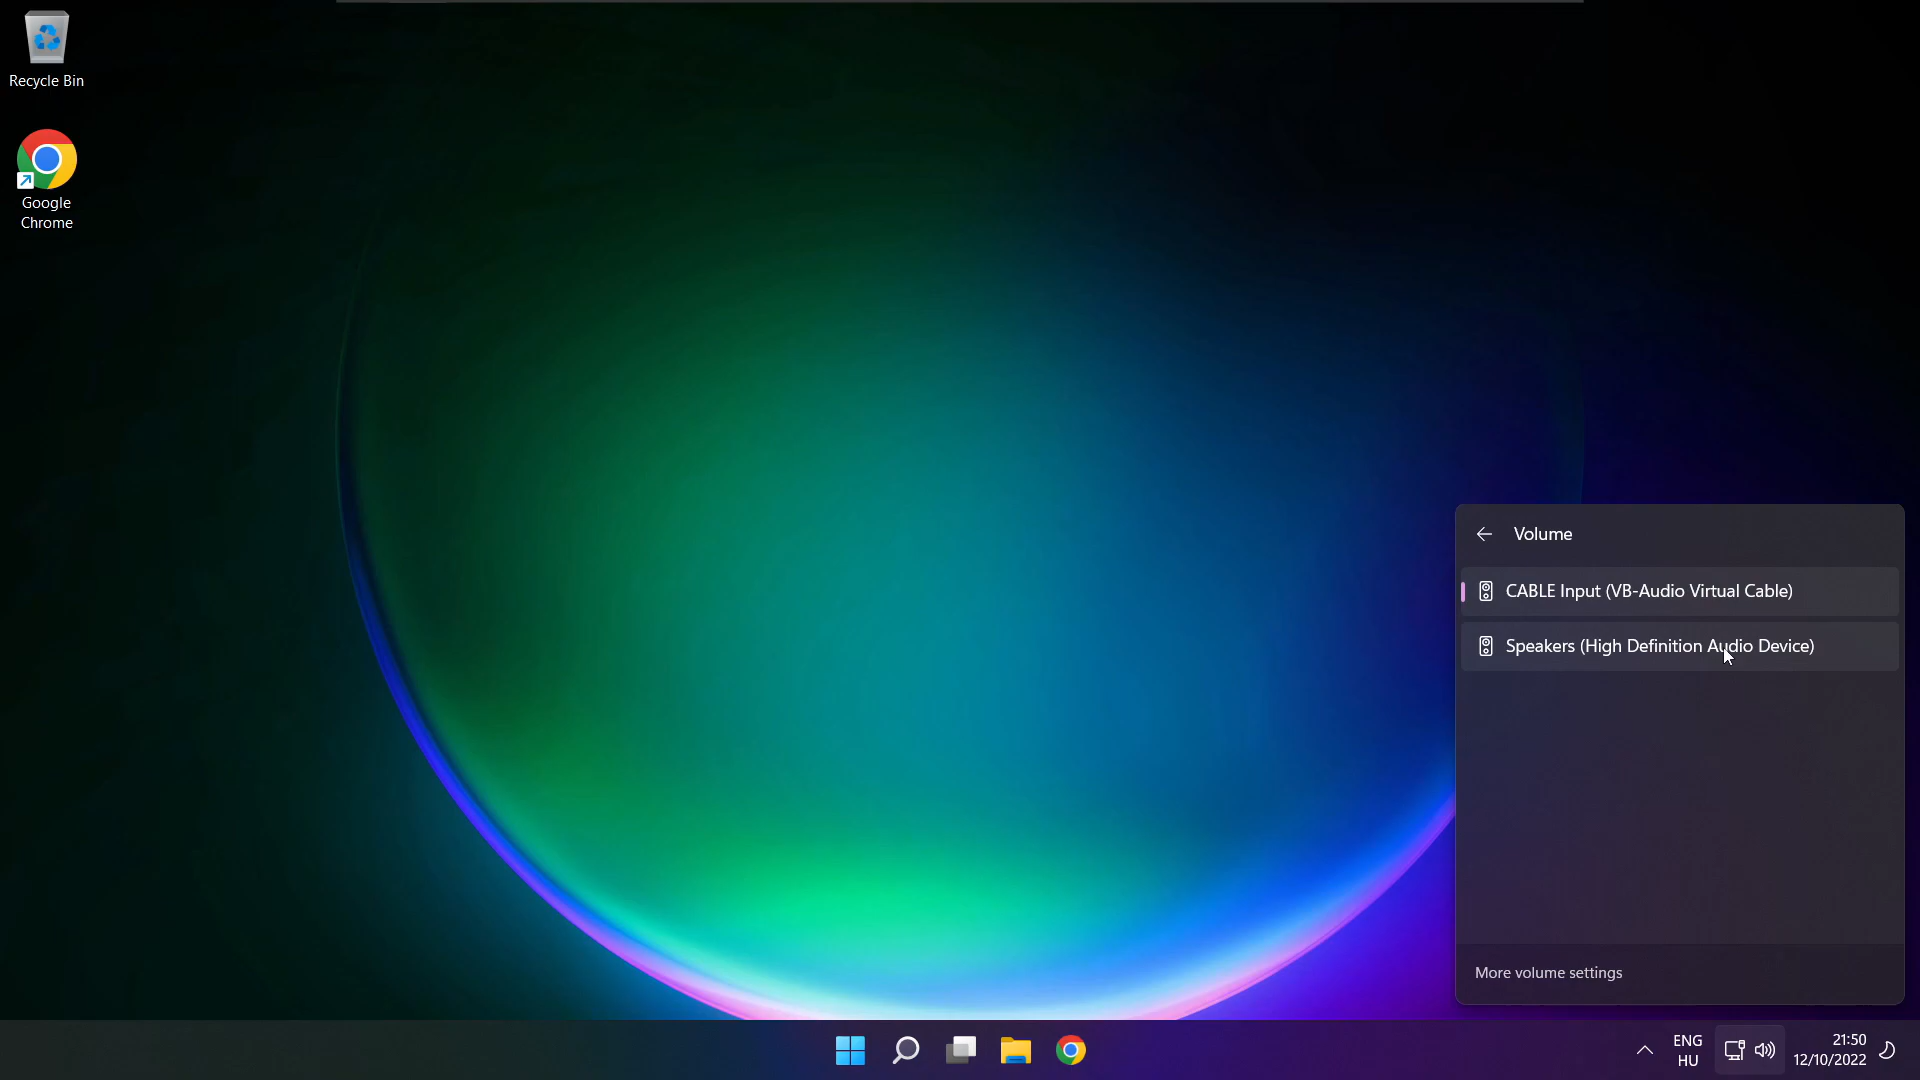 Recycle Bin
Google
Chrome
Volume
CABLE Input (VB-Audio Virtual Cable)
Speakers (High Definition Audio Device)
More volume settings
ENG
HU
21:50
12/10/2022